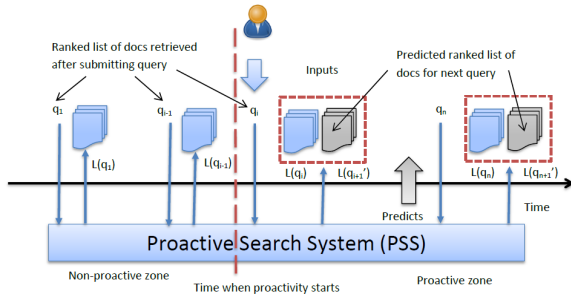 Ranked list of docs retrieved
after submitting query
Inputs
Predicted ranked list of
docs for next query
q1
qi-1
qi
qn
L(q1)
L(qi-1)
L(qi)
L(qi+1')
L(qn)
L(qn+1')
Predicts
Time
Proactive Search System (PSS)
Non-proactive zone
Time when proactivity starts
Proactive zone